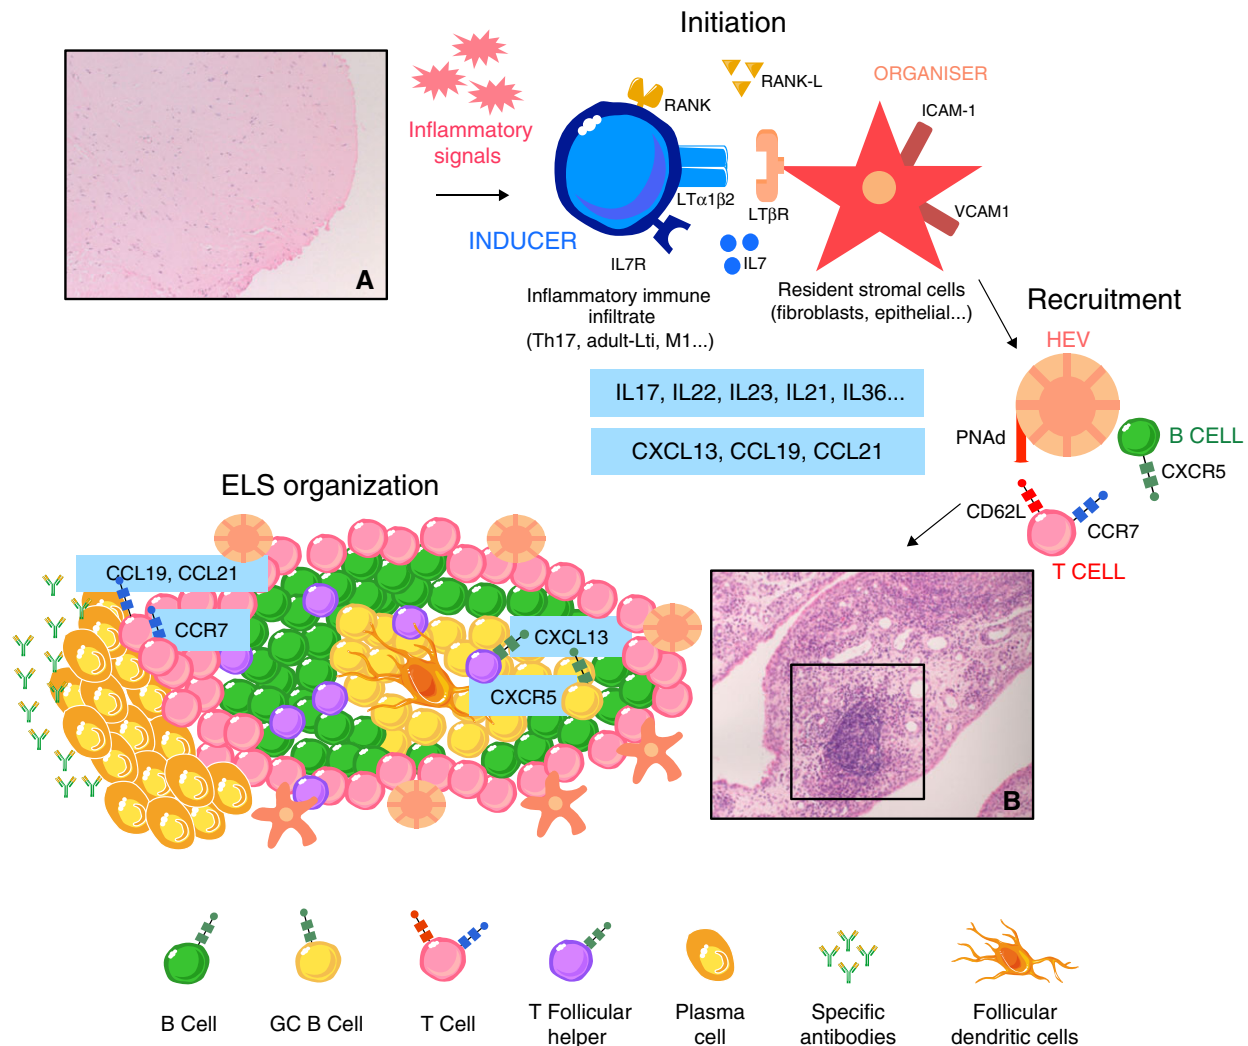 Initiation
Inflammatory
signals
A
RANK
RANK-L
ORGANISER
ICAM-1
LTα1β2
LTβR
VCAM1
INDUCER
IL7R
IL7
Inflammatory immune
infiltrate
(Th17, adult-Lti, M1...)
Resident stromal cells
(fibroblasts, epithelial...)
Recruitment
HEV
IL17, IL22, IL23, IL21, IL36...
CXCL13, CCL19, CCL21
PNAd
B CELL
CXCR5
CD62L
CCR7
T CELL
ELS organization
CCL19, CCL21
CCR7
CXCL13
CXCR5
B
B Cell
GC B Cell
T Cell
T Follicular
helper
Plasma
cell
Specific
antibodies
Follicular
dendritic cells